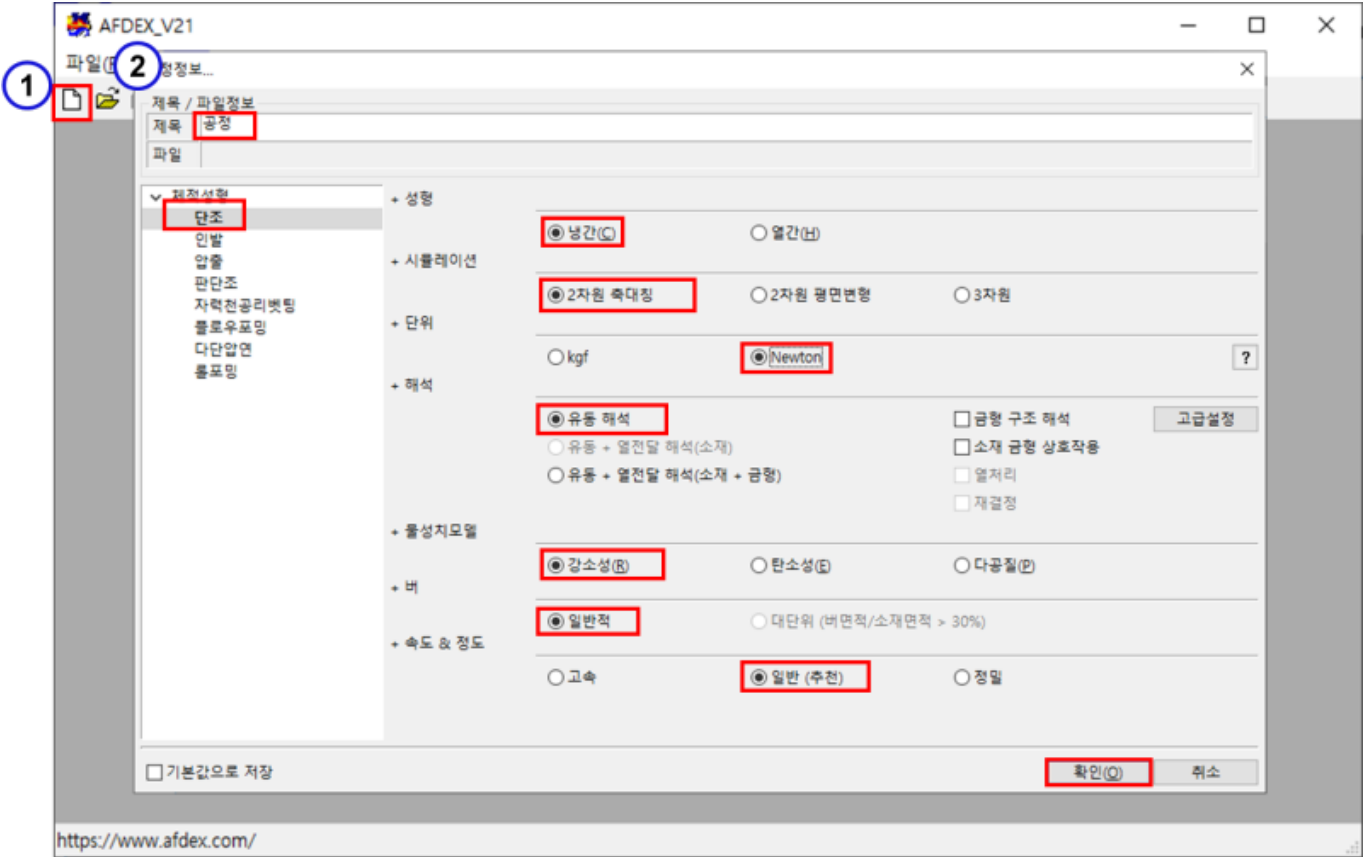 AFDEX_V21
파일(F
1
2
정정보...
제목 / 파일정보
제목 공정
파일
체적성형
단조
인발
압출
판단조
자력천공리벳팅
플로우포밍
다단압연
롤포밍
+ 성형
냉간(C) 열간(H)
+ 시뮬레이션
2차원 축대칭 2차원 평면변형 3차원
+ 단위
kgf Newton ?
+ 해석
유동 해석 금형 구조 해석 고급설정
유동 + 열전달 해석(소재) 소재 금형 상호작용
유동 + 열전달 해석(소재 + 금형) 열처리
재결정
+ 물성치모델
강소성(R) 탄소성(E) 다공질(P)
+ 버
일반적 대단위 (버면적/소재면적 > 30%)
+ 속도 & 정도
고속 일반 (추천) 정밀
기본값으로 저장 확인(O) 취소
https://www.afdex.com/